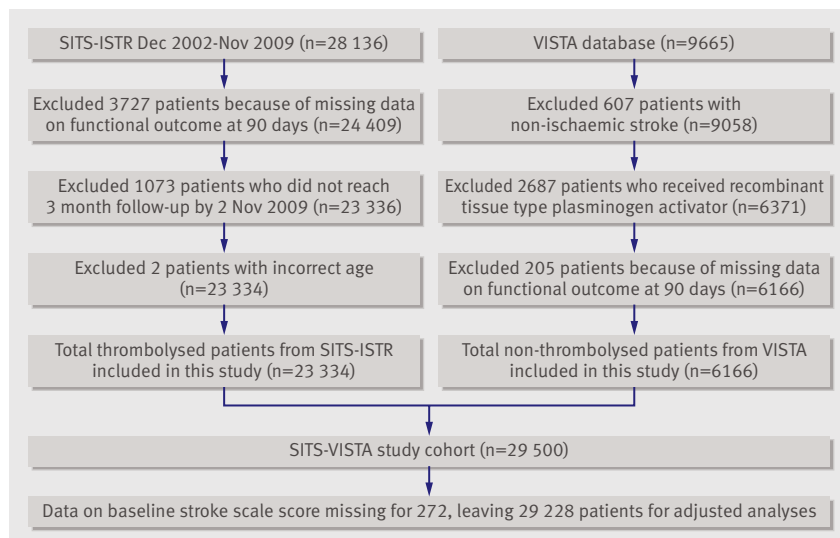 SITS-ISTR Dec 2002-Nov 2009 (n=28 136)
Excluded 3727 patients because of missing data
on functional outcome at 90 days (n=24 409)
Excluded 1073 patients who did not reach
3 month follow-up by 2 Nov 2009 (n=23 336)
Excluded 2 patients with incorrect age
(n=23 334)
Total thrombolysed patients from SITS-ISTR
included in this study (n=23 334)
VISTA database (n=9665)
Excluded 607 patients with
non-ischaemic stroke (n=9058)
Excluded 2687 patients who received recombinant
tissue type plasminogen activator (n=6371)
Excluded 205 patients because of missing data
on functional outcome at 90 days (n=6166)
Total non-thrombolysed patients from VISTA
included in this study (n=6166)
SITS-VISTA study cohort (n=29 500)
Data on baseline stroke scale score missing for 272, leaving 29 228 patients for adjusted analyses